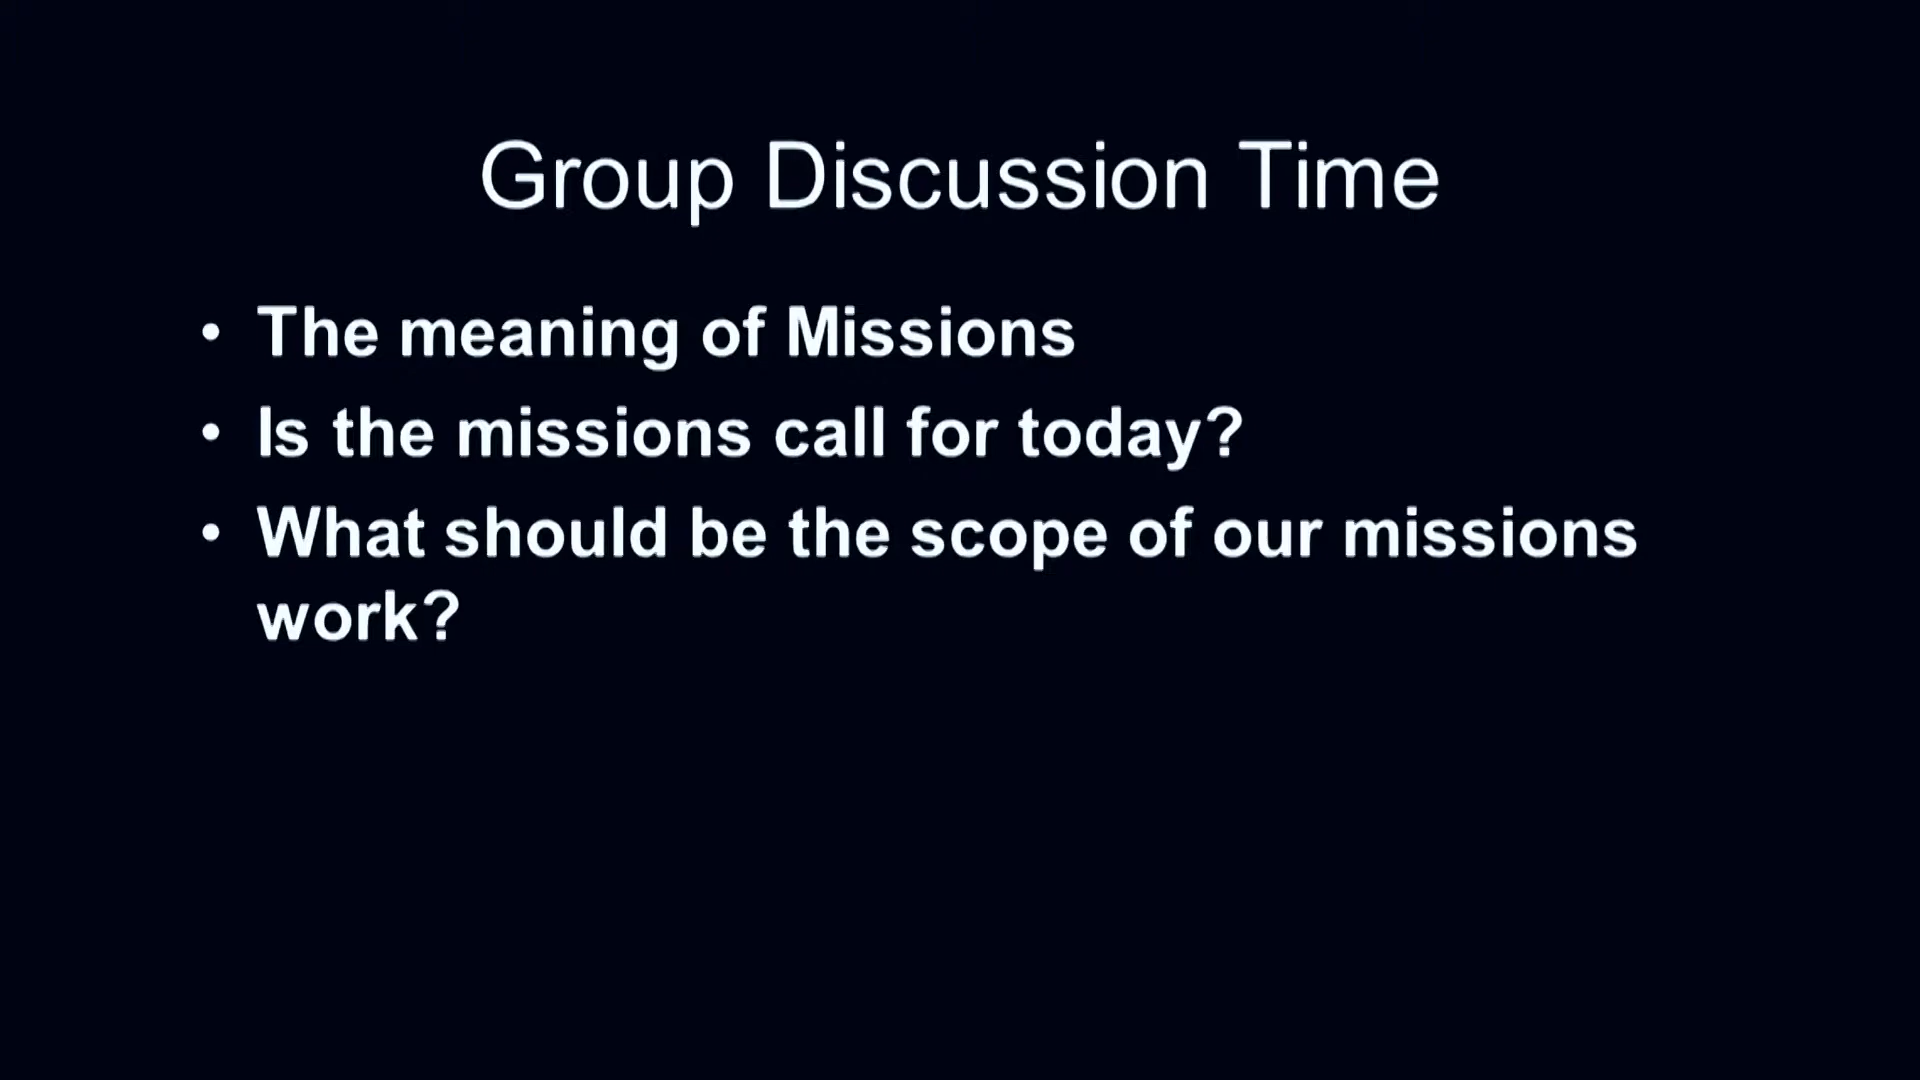 Group Discussion Time
• The meaning of Missions
• Is the missions call for today?
• What should be the scope of our missions
work?